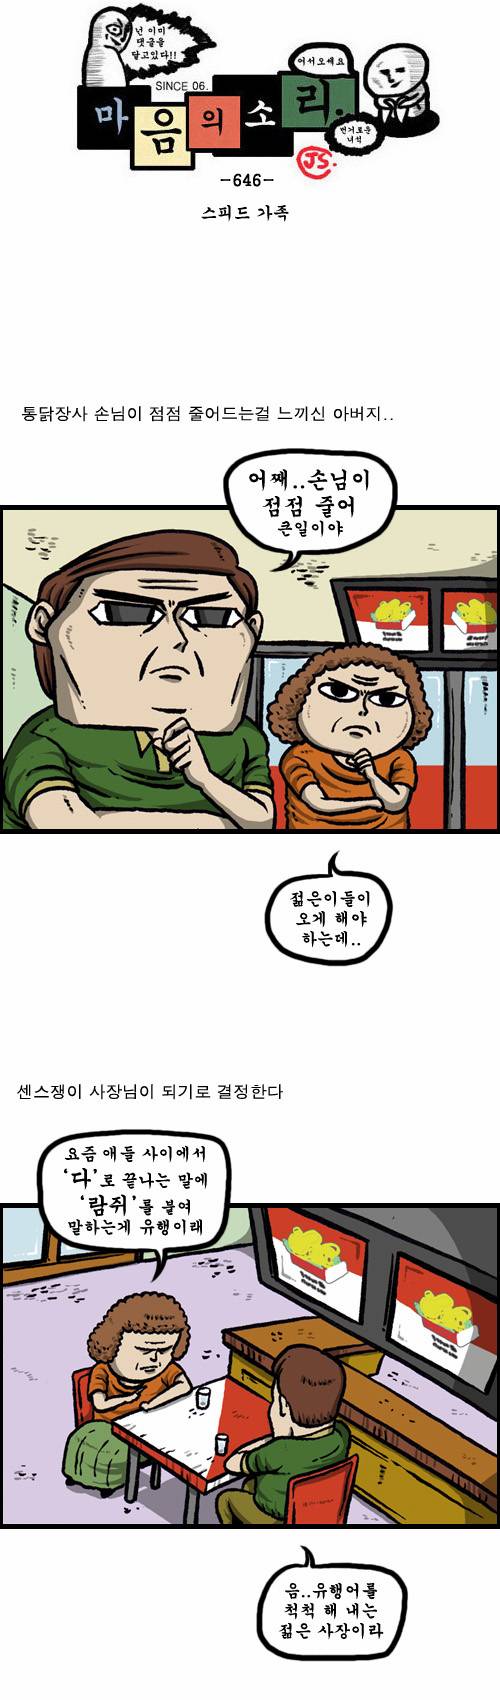 넌 이미
댓글을
달고있다!!
어서오세요
SINCE 06.
마음의소리.
번거로운
녀석
JS.
-646-
스피드 가족
통닭장사 손님이 점점 줄어드는걸 느끼신 아버지..
어째..손님이
점점 줄어
큰일이야
젊은이들이
오게 해야
하는데..
센스쟁이 사장님이 되기로 결정한다
요즘 애들 사이에서
‘다’로 끝나는 말에
‘람쥐’를 붙여
말하는게 유행이래
음..유행어를
척척 해 내는
젊은 사장이라